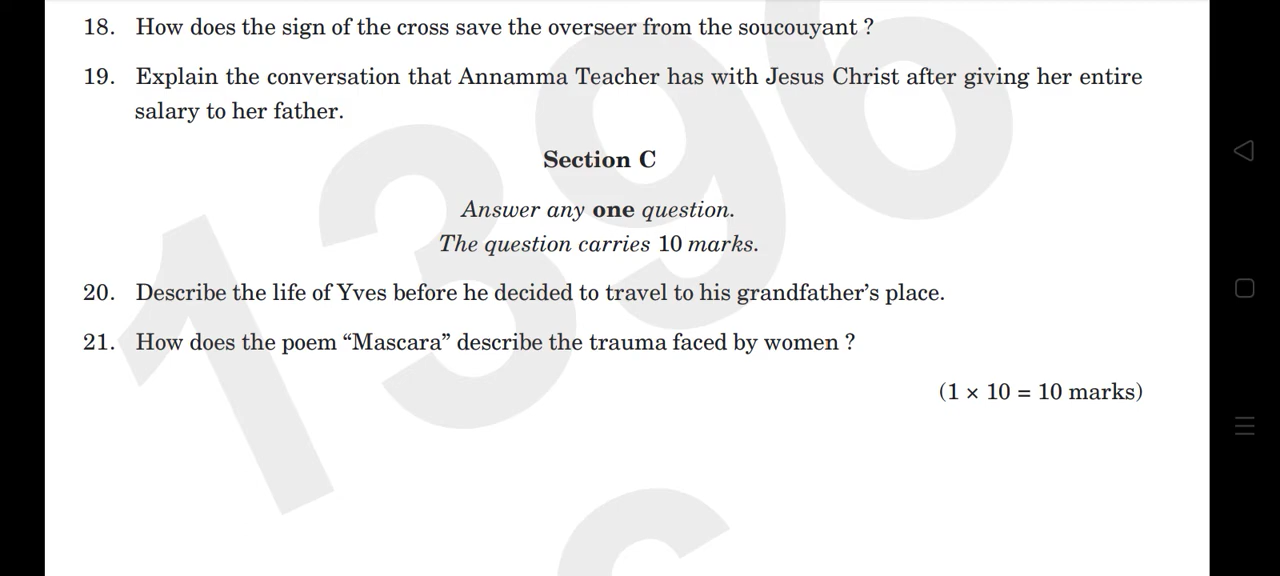 18. How does the sign of the cross save the overseer from the soucouyant ?
19. Explain the conversation that Annamma Teacher has with Jesus Christ after giving her entire
salary to her father.
Section C
Answer any one question.
The question carries 10 marks.
20. Describe the life of Yves before he decided to travel to his grandfather’s place.
21. How does the poem “Mascara” describe the trauma faced by women ?
(1 × 10 = 10 marks)
1396